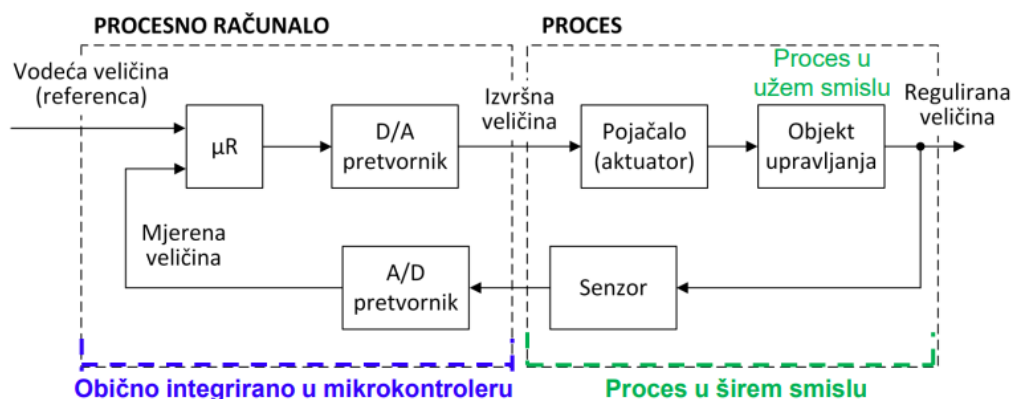 PROCESNO RAČUNALO
PROCES
Vodeća veličina
(referenca)
μR
D/A
pretvornik
Izvršna
veličina
Pojačalo
(aktuator)
Proces u
užem smislu
Objekt
upravljanja
Regulirana
veličina
Mjerena
veličina
A/D
pretvornik
Senzor
Obično integrirano u mikrokontroleru
Proces u širem smislu